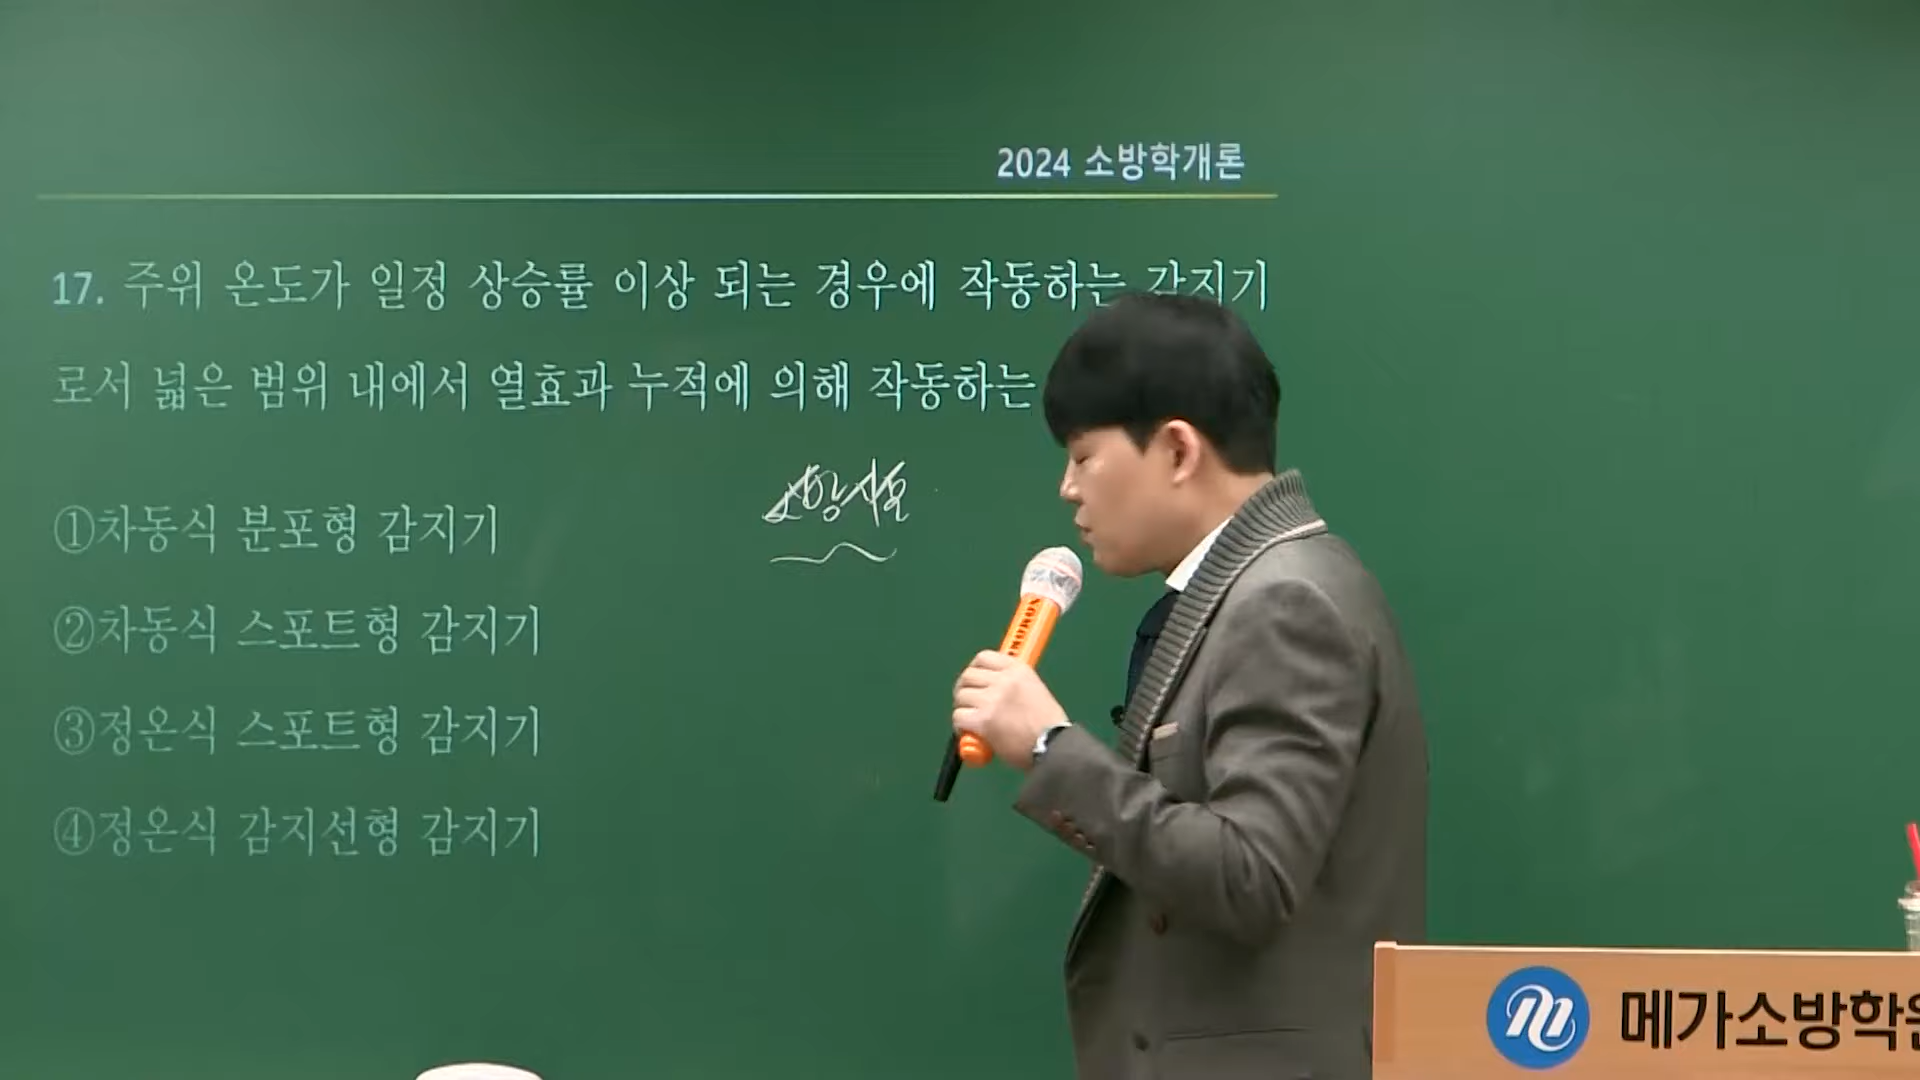 2024 소방학개론
17. 주위 온도가 일정 상승률 이상 되는 경우에 작동하는 감지기
로서 넓은 범위 내에서 열효과 누적에 의해 작동하는
①차동식 분포형 감지기
②차동식 스포트형 감지기
③정온식 스포트형 감지기
④정온식 감지선형 감지기
메가소방학원